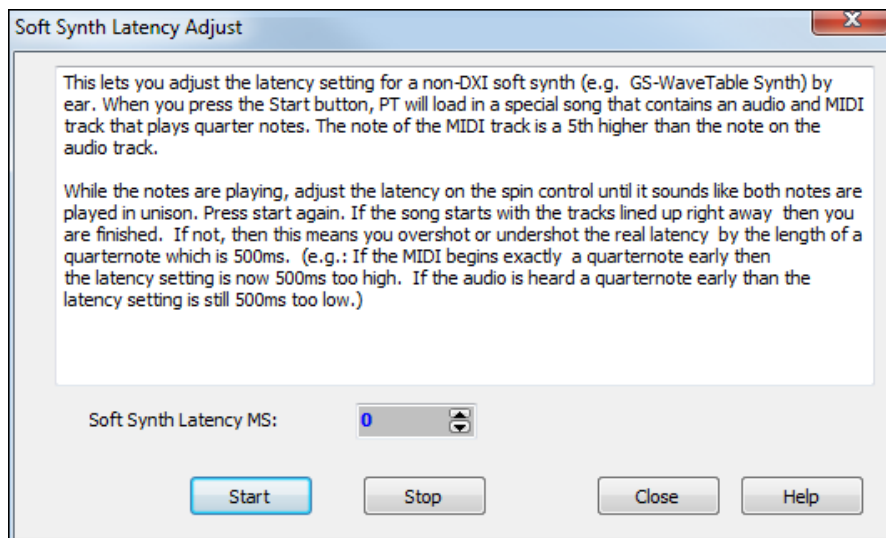 Soft Synth Latency Adjust
This lets you adjust the latency setting for a non-DXI soft synth (e.g.  GS-WaveTable Synth) by
ear. When you press the Start button, PT will load in a special song that contains an audio and MIDI
track that plays quarter notes. The note of the MIDI track is a 5th higher than the note on the
audio track.
While the notes are playing, adjust the latency on the spin control until it sounds like both notes are
played in unison. Press start again. If the song starts with the tracks lined up right away  then you
are finished.  If not, then this means you overshot or undershot the real latency  by the length of a
quarternote which is 500ms.  (e.g.: If the MIDI begins exactly  a quarternote early then
the latency setting is now 500ms too high.  If the audio is heard a quarternote early than the
latency setting is still 500ms too low.)
Soft Synth Latency MS:
0
Start
Stop
Close
Help